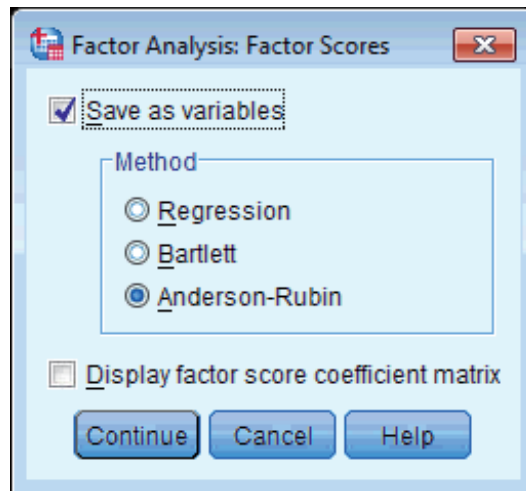 Factor Analysis: Factor Scores
Save as variables
Method
Regression
Bartlett
Anderson-Rubin
Display factor score coefficient matrix
Continue Cancel Help